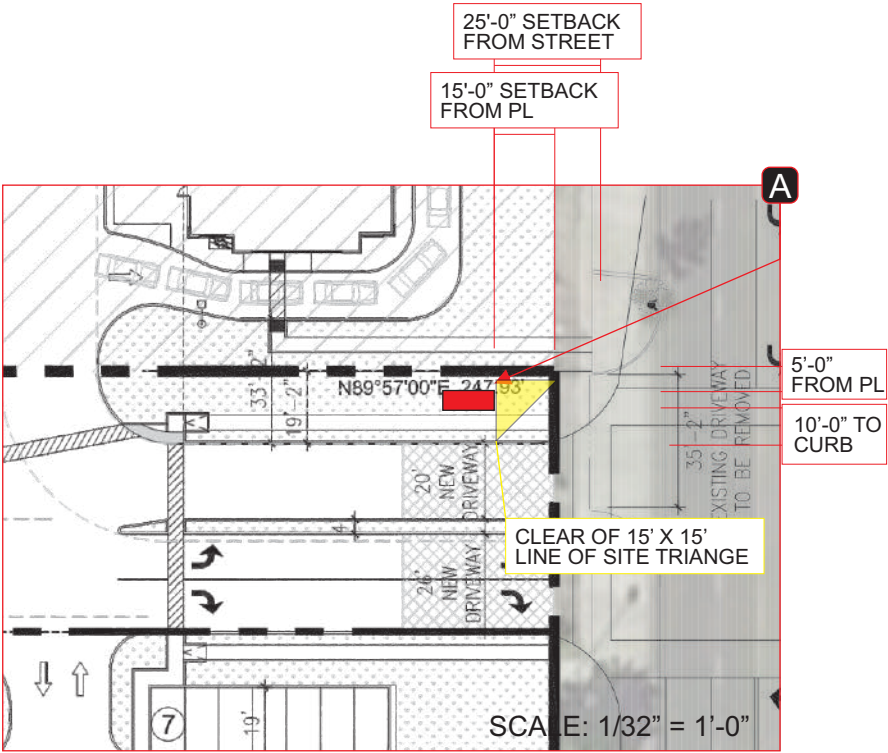 25'-0” SETBACK
FROM STREET
15'-0” SETBACK
FROM PL
A
5’-0”
FROM PL
10’-0” TO
CURB
N89°57'00"E 247.93'
33' - 2"
19'-2"
35'-2"
EXISTING DRIVEWAY
TO BE REMOVED
20'
NEW
DRIVEWAY
4'
26'
NEW
DRIVEWAY
CLEAR OF 15’ X 15’
LINE OF SITE TRIANGE
7
19'
SCALE: 1/32” = 1’-0”